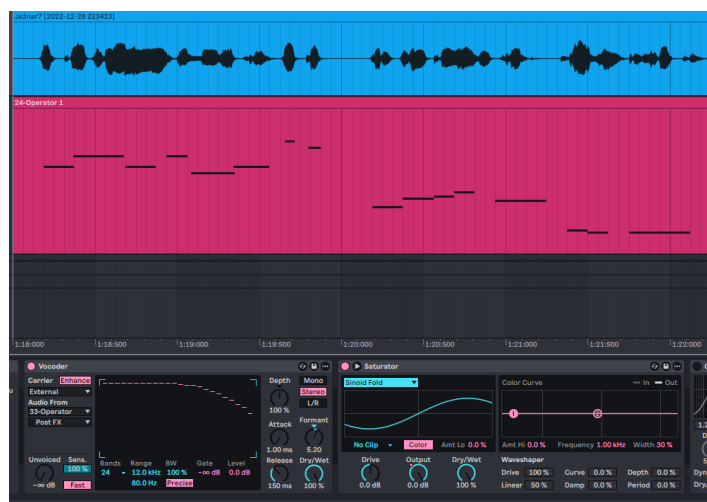 Ježnar7 [2022-12-28 223423]
24-Operator 1
1:18:000 1:18:500 1:19:000 1:19:500 1:20:000 1:20:500 1:21:000 1:21:500 1:22:000
Vocoder
Carrier Enhance
External
Audio From
33-Operator
Post FX
Unvoiced Sens.
100 %
-∞ dB Fast
Bands Range BW Gate Level
24 12.0 kHz 100 % -∞ dB 0.0 dB
80.0 Hz Precise
Depth Mono
Stereo
L/R
100 %
Attack Formant
1.00 ms 5.20
Release Dry/Wet
150 ms 100 %
Saturator
Sinoid Fold
No Clip Color Amt Lo 0.0 %
Drive Output Dry/Wet
0.0 dB 0.0 dB 100 %
Color Curve In Out
1 2
Amt Hi 0.0 % Frequency 1.00 kHz Width 30 %
Waveshaper
Drive 100 % Curve 0.0 % Depth 0.0 %
Linear 50 % Damp 0.0 % Period 0.0 %